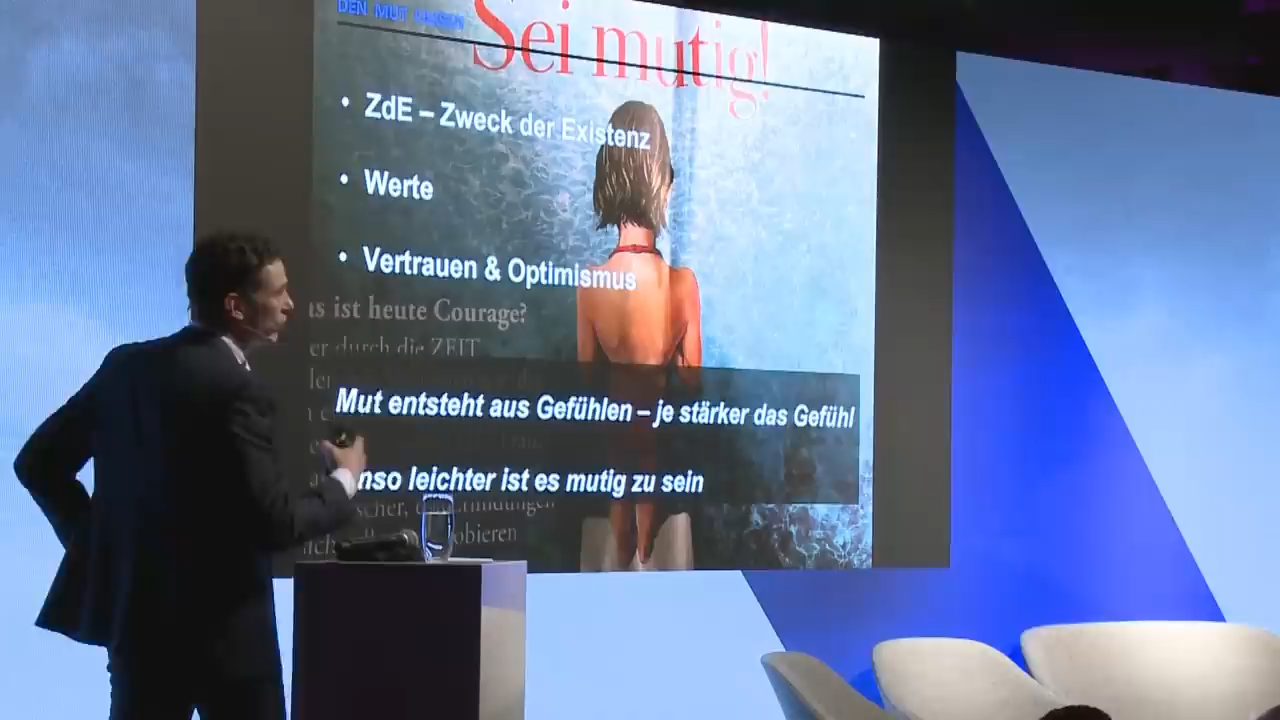 DEN MUT
Sei mutig!
• ZdE – Zweck der Existenz
• Werte
• Vertrauen & Optimismus
ist heute Courage?
durch die ZEIT
Mut entsteht aus Gefühlen – je stärker das Gefühl
nso leichter ist es mutig zu sein
obieren